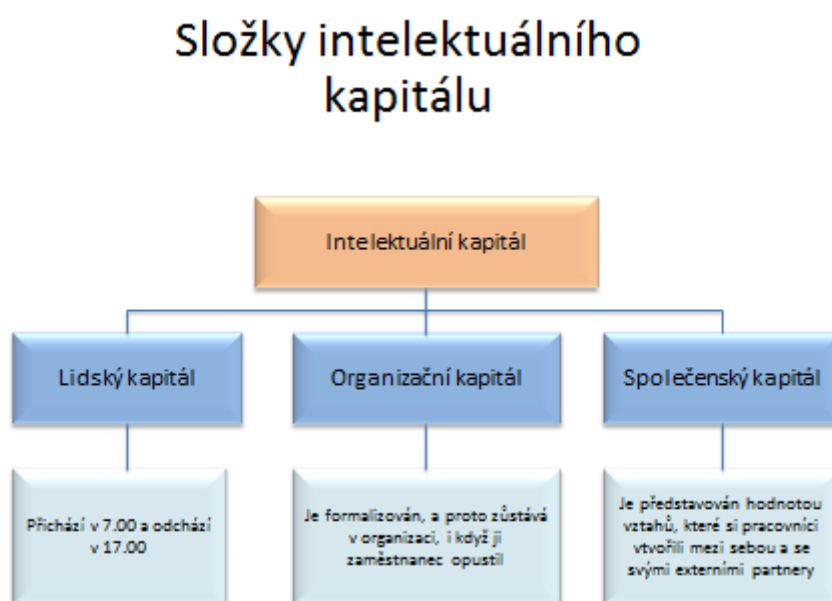 Složky intelektuálního
kapitálu
Intelektuální kapitál
Lidský kapitál
Organizační kapitál
Společenský kapitál
Přichází v 7.00 a odchází
v 17.00
Je formalizován, a proto zůstává
v organizaci, i když ji
zaměstnanec opustil
Je představován hodnotou
vztahů, které si pracovníci
vtvořili mezi sebou a se
svými externími partnery